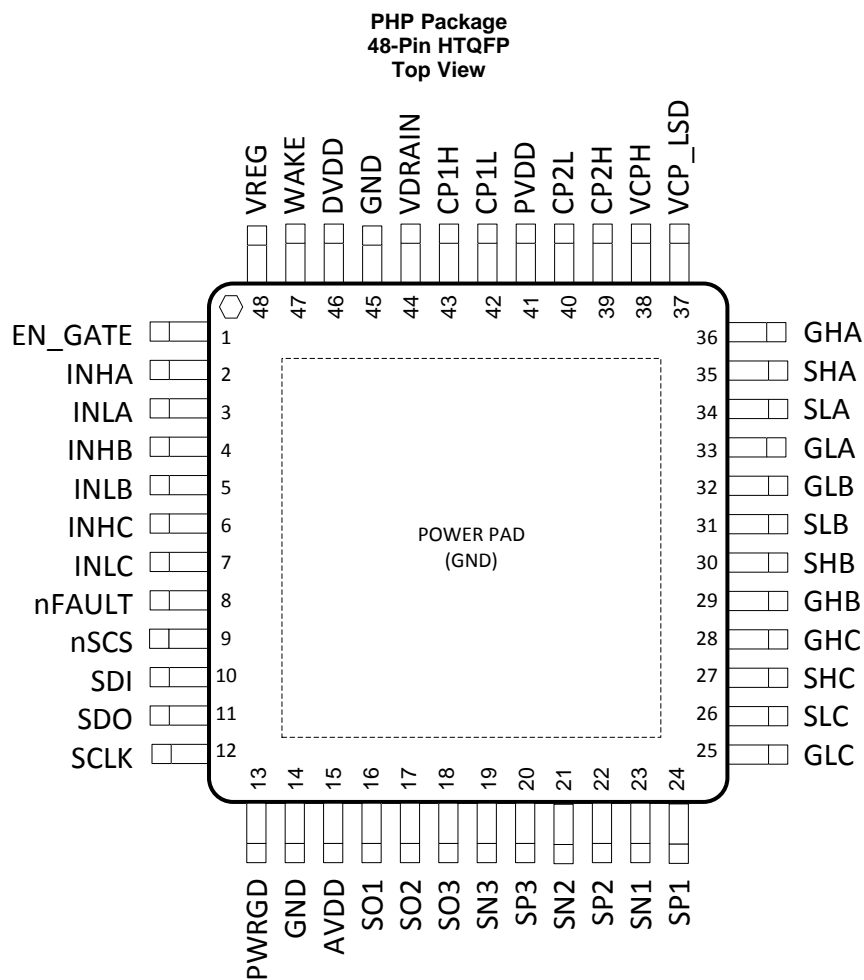 PHP Package
48-Pin HTQFP
Top View
VREG
WAKE
DVDD
GND
VDRAIN
CP1H
CP1L
PVDD
CP2L
CP2H
VCPH
VCP_LSD
48
47
46
45
44
43
42
41
40
39
38
37
EN_GATE 1
INHA 2
INLA 3
INHB 4
INLB 5
INHC 6
INLC 7
nFAULT 8
nSCS 9
SDI 10
SDO 11
SCLK 12
POWER PAD
(GND)
36 GHA
35 SHA
34 SLA
33 GLA
32 GLB
31 SLB
30 SHB
29 GHB
28 GHC
27 SHC
26 SLC
25 GLC
13
14
15
16
17
18
19
20
21
22
23
24
PWRGD
GND
AVDD
SO1
SO2
SO3
SN3
SP3
SN2
SP2
SN1
SP1